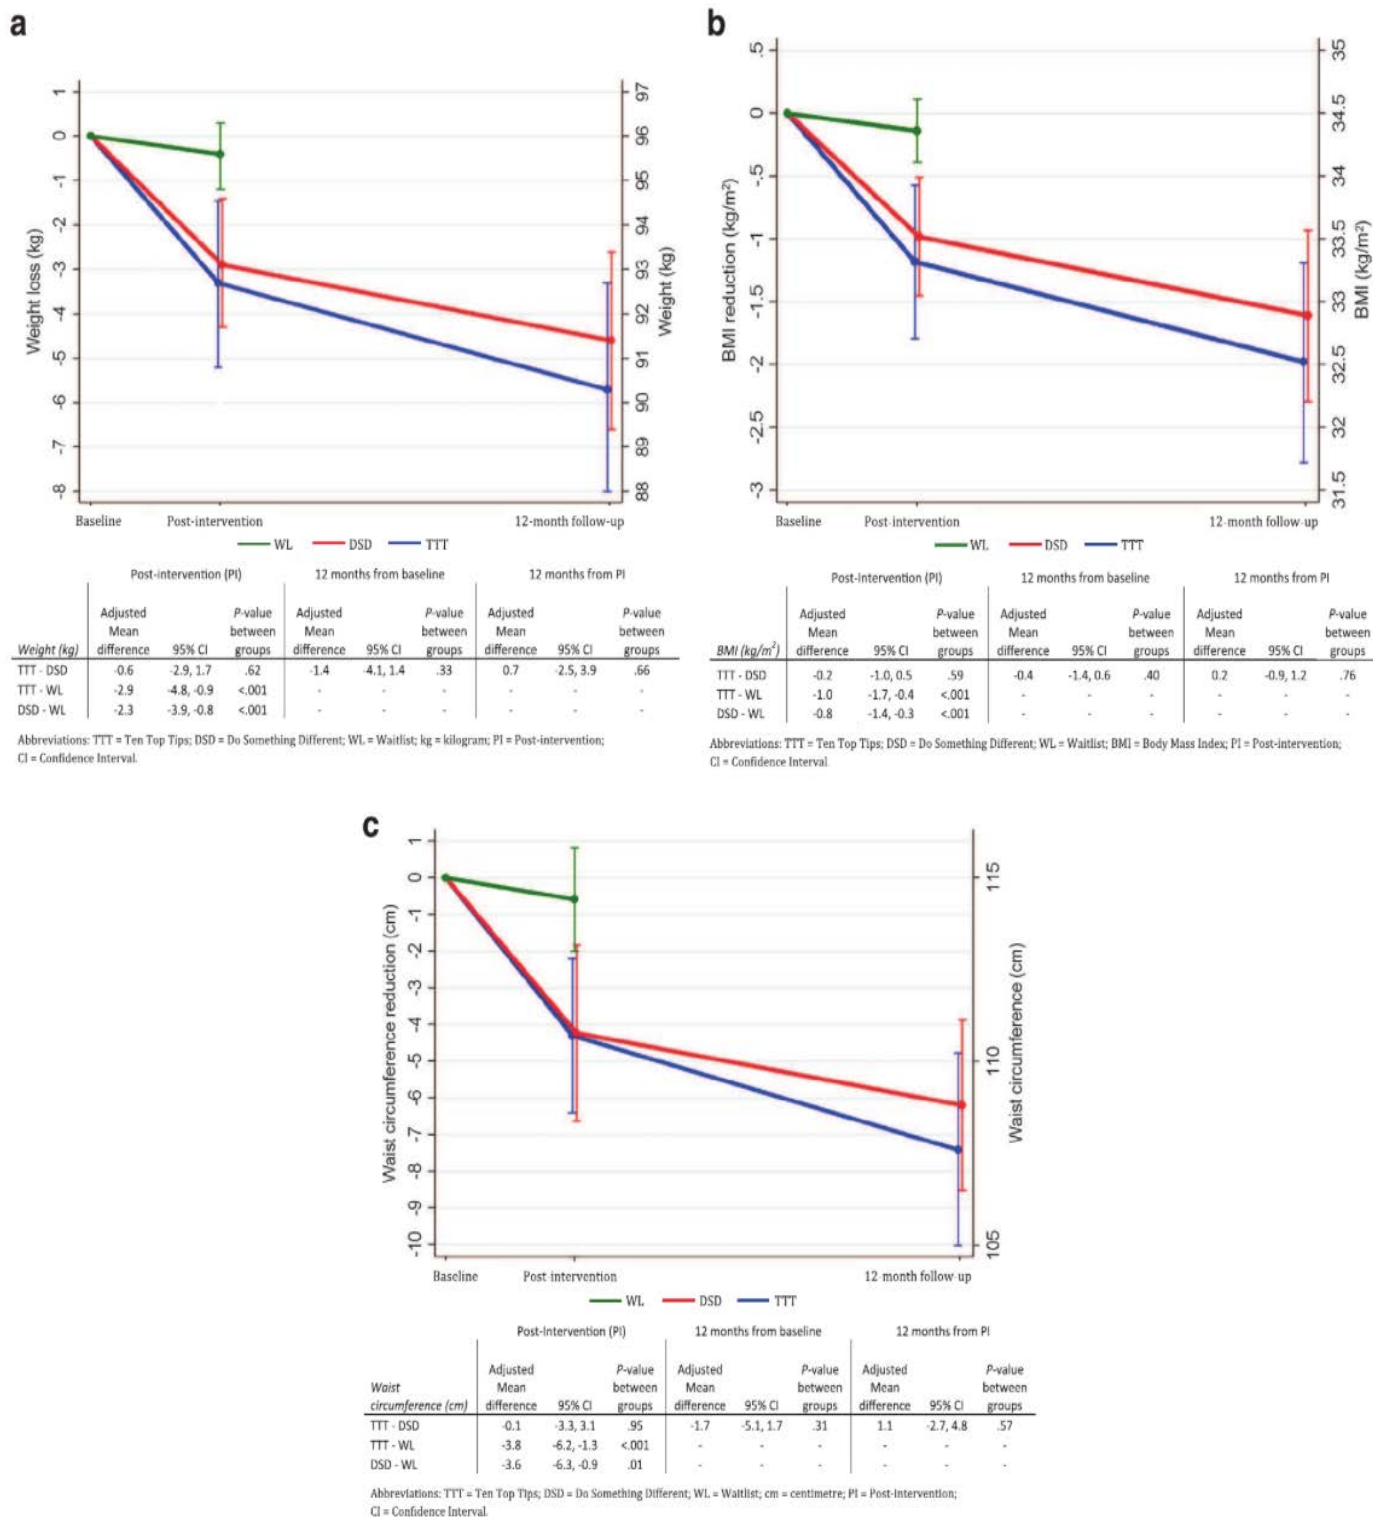 a
Weight loss (kg)
1
0
-1
-2
-3
-4
-5
-6
-7
-8
97
96
95
94
93
92
91
90
89
88
Weight (kg)
Baseline
Post-intervention
12-month follow-up
WL
DSD
TTT
Post-intervention (PI) 12 months from baseline 12 months from PI
Adjusted P-value Adjusted P-value Adjusted P-value
Mean between Mean between Mean between
Weight (kg) difference 95% CI groups difference 95% CI groups difference 95% CI groups
TTT - DSD -0.6 -2.9, 1.7 .62 -1.4 -4.1, 1.4 .33 0.7 -2.5, 3.9 .66
TTT - WL -2.9 -4.8, -0.9 <.001 - - - - - -
DSD - WL -2.3 -3.9, -0.8 <.001 - - - - - -
Abbreviations: TTT = Ten Top Tips; DSD = Do Something Different; WL = Waitlist; kg = kilogram; PI = Post-intervention;
CI = Confidence Interval.
b
BMI reduction (kg/m²)
.5
0
-.5
-1
-1.5
-2
-2.5
-3
35
34.5
34
33.5
33
32.5
32
31.5
BMI (kg/m²)
Baseline
Post-intervention
12-month follow-up
WL
DSD
TTT
Post-Intervention (PI) 12 months from baseline 12 months from PI
Adjusted P-value Adjusted P-value Adjusted P-value
Mean between Mean between Mean between
BMI (kg/m²) difference 95% CI groups difference 95% CI groups difference 95% CI groups
TTT - DSD -0.2 -1.0, 0.5 .59 -0.4 -1.4, 0.6 .40 0.2 -0.9, 1.2 .76
TTT - WL -1.0 -1.7, -0.4 <.001 - - - - - -
DSD - WL -0.8 -1.4, -0.3 <.001 - - - - - -
Abbreviations: TTT = Ten Top Tips; DSD = Do Something Different; WL = Waitlist; BMI = Body Mass Index; PI = Post-intervention;
CI = Confidence Interval.
c
Waist circumference reduction (cm)
1
0
-1
-2
-3
-4
-5
-6
-7
-8
-9
-10
115
110
105
Waist circumference (cm)
Baseline
Post-intervention
12-month follow-up
WL
DSD
TTT
Post-Intervention (PI) 12 months from baseline 12 months from PI
Adjusted P-value Adjusted P-value Adjusted P-value
Waist Mean between Mean between Mean between
circumference (cm) difference 95% CI groups difference 95% CI groups difference 95% CI groups
TTT - DSD -0.1 -3.3, 3.1 .95 -1.7 -5.1, 1.7 .31 1.1 -2.7, 4.8 .57
TTT - WL -3.8 -6.2, -1.3 <.001 - - - - - -
DSD - WL -3.6 -6.3, -0.9 .01 - - - - - -
Abbreviations: TTT = Ten Top Tips; DSD = Do Something Different; WL = Waitlist; cm = centimetre; PI = Post-intervention;
CI = Confidence Interval.